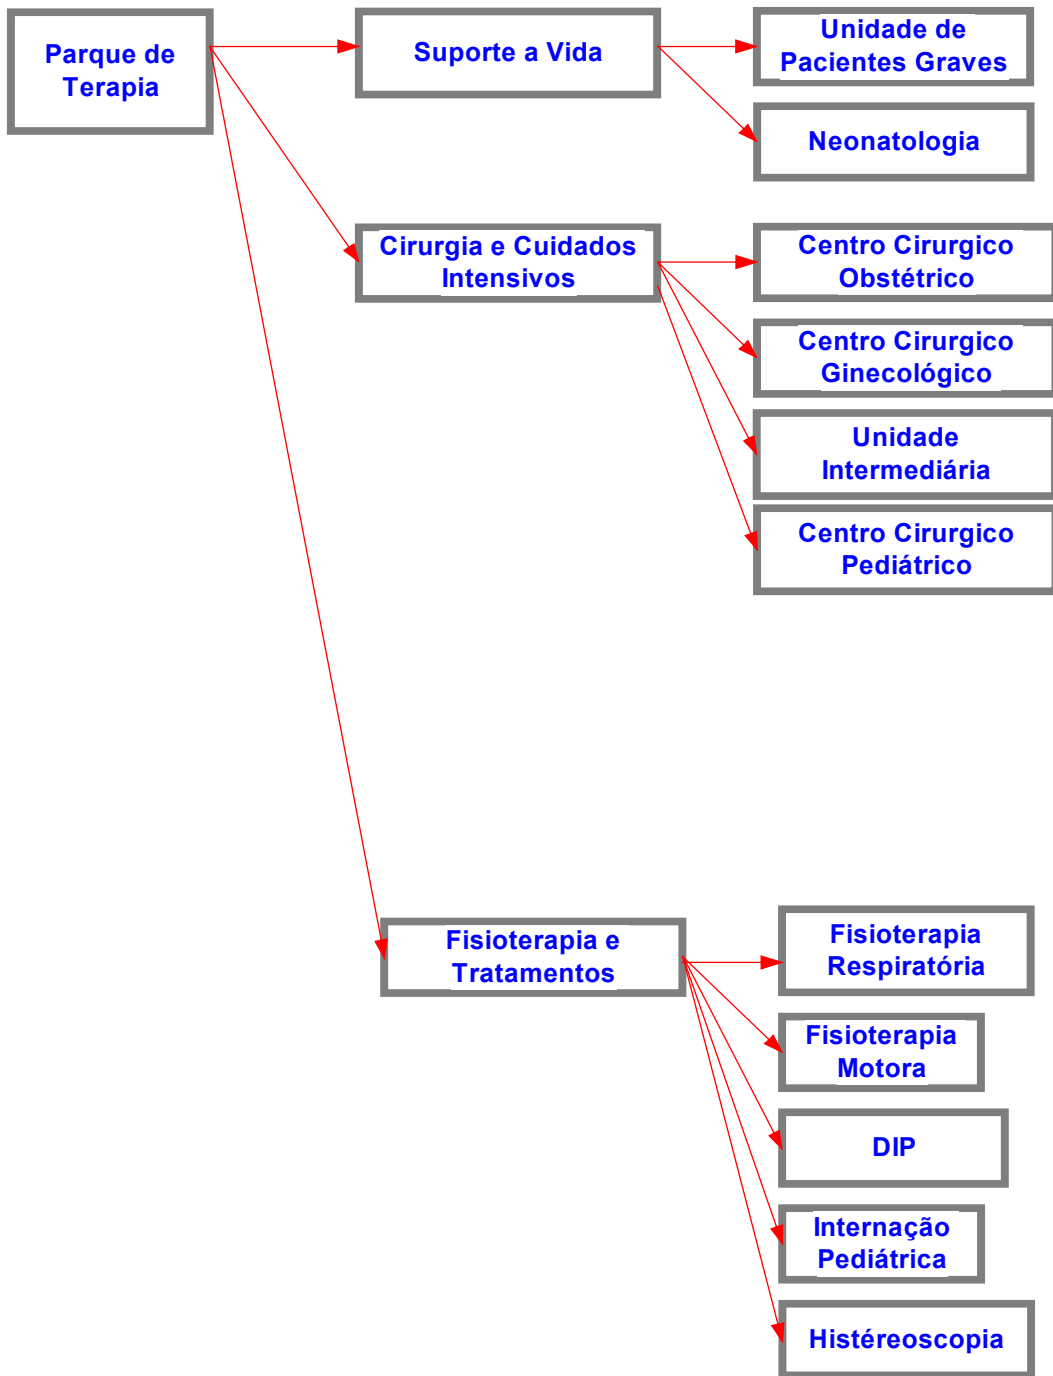 Parque de
Terapia
Suporte a Vida
Unidade de
Pacientes Graves
Neonatologia
Cirurgia e Cuidados
Intensivos
Centro Cirurgico
Obstétrico
Centro Cirurgico
Ginecológico
Unidade
Intermediária
Centro Cirurgico
Pediátrico
Fisioterapia e
Tratamentos
Fisioterapia
Respiratória
Fisioterapia
Motora
DIP
Internação
Pediátrica
Histéreoscopia